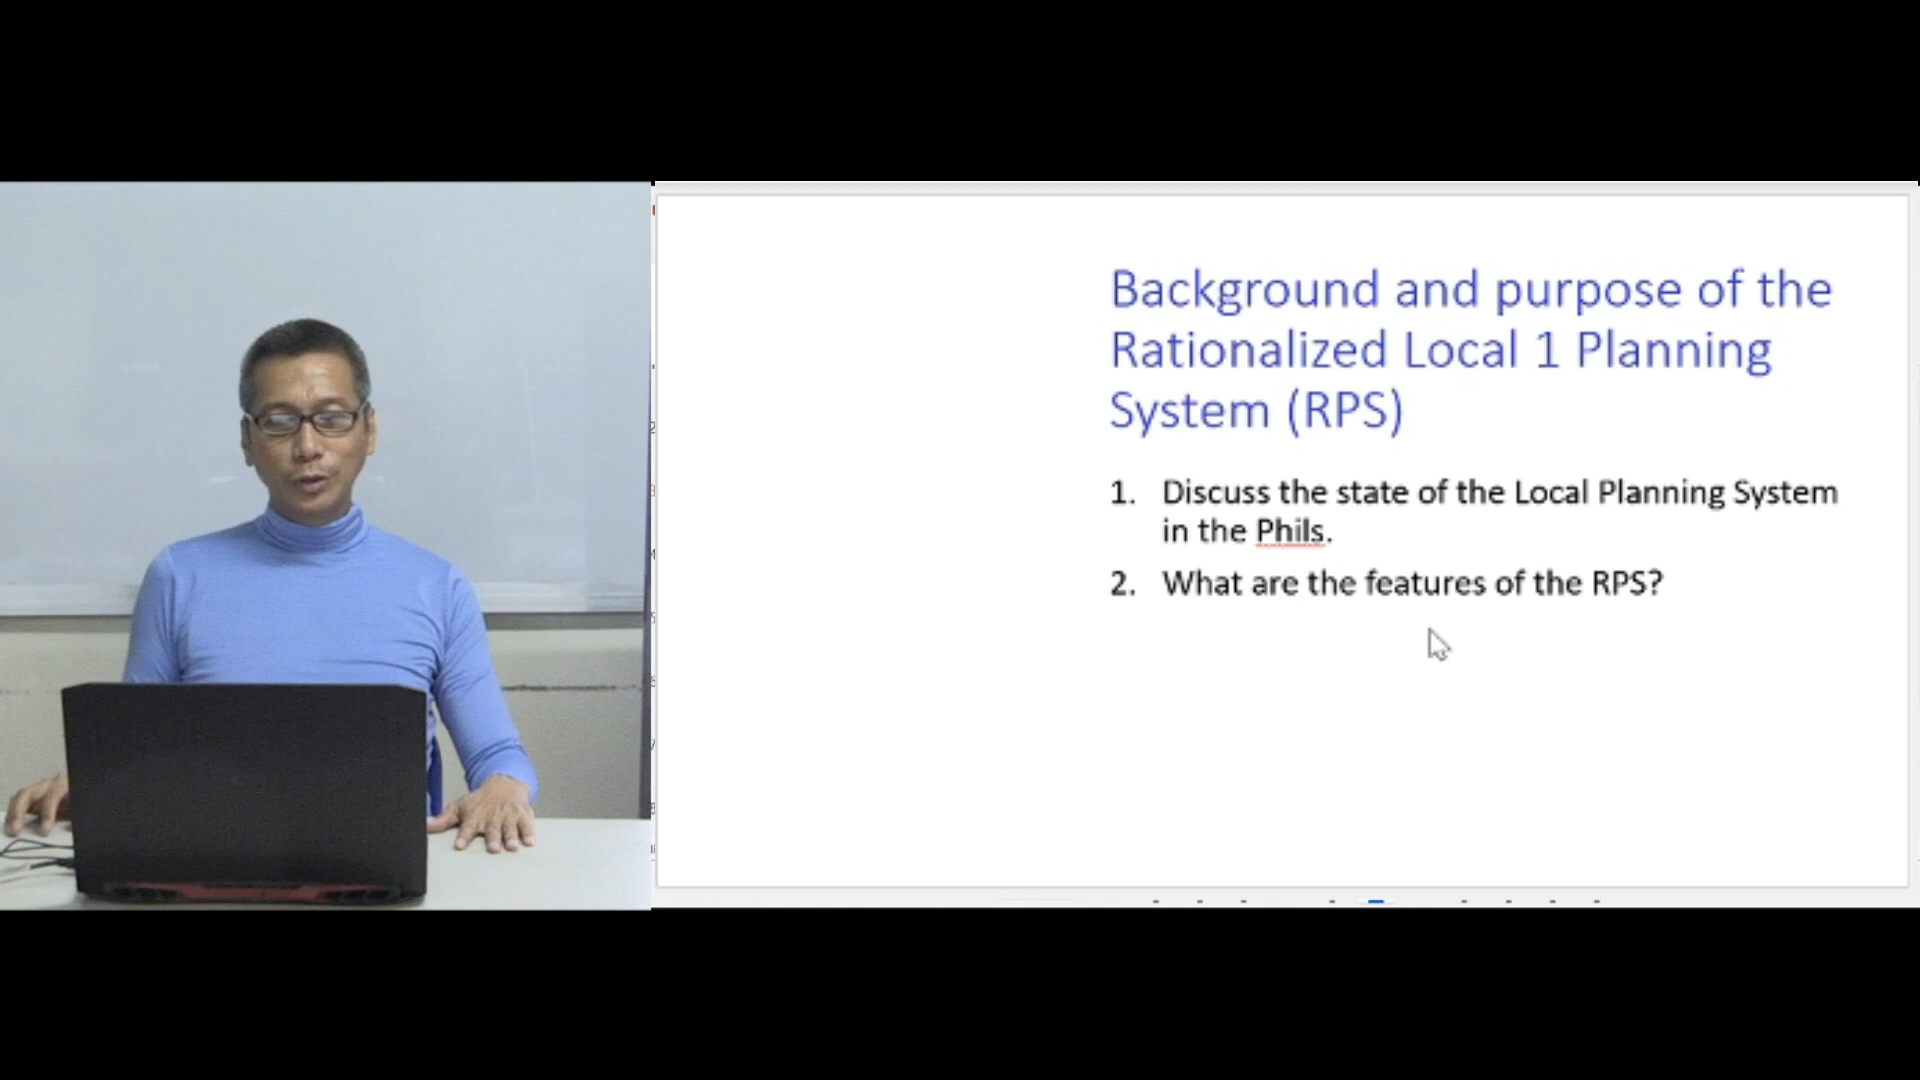 Background and purpose of the
Rationalized Local 1 Planning
System (RPS)
1. Discuss the state of the Local Planning System
in the Phils.
2. What are the features of the RPS?